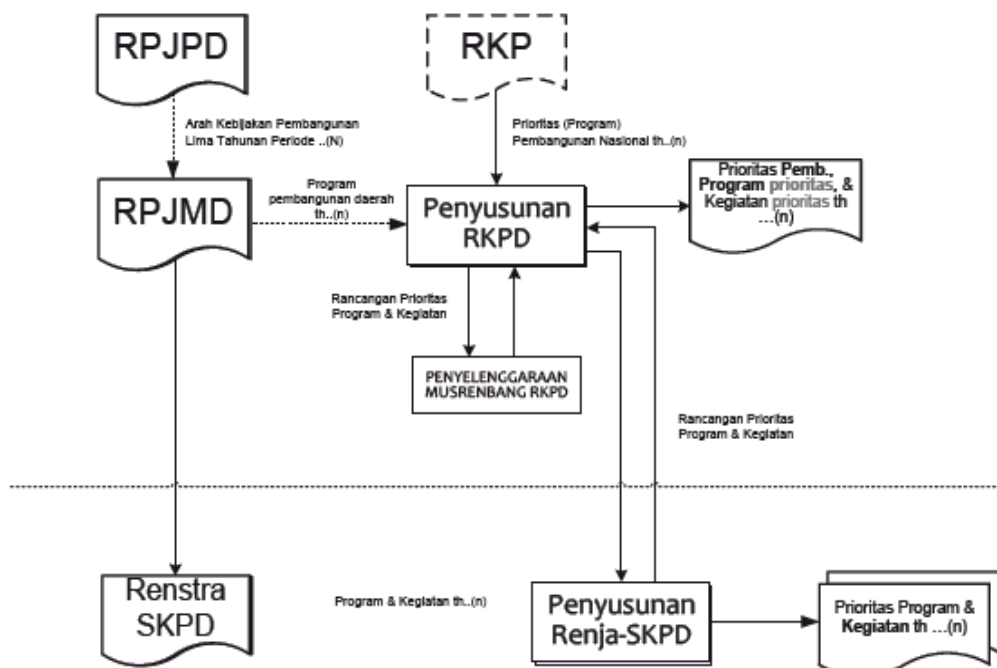 RPJPD
RKP
Arah Kebijakan Pembangunan
Lima Tahunan Periode ..(N)
Prioritas (Program)
Pembangunan Nasional th..(n)
RPJMD
Program
pembangunan daerah
th..(n)
Penyusunan
RKPD
Prioritas Pemb.,
Program prioritas, &
Kegiatan prioritas th
...(n)
Rancangan Prioritas
Program & Kegiatan
PENYELENGGARAAN
MUSRENBANG RKPD
Rancangan Prioritas
Program & Kegiatan
Renstra
SKPD
Program & Kegiatan th..(n)
Penyusunan
Renja-SKPD
Prioritas Program &
Kegiatan th ...(n)